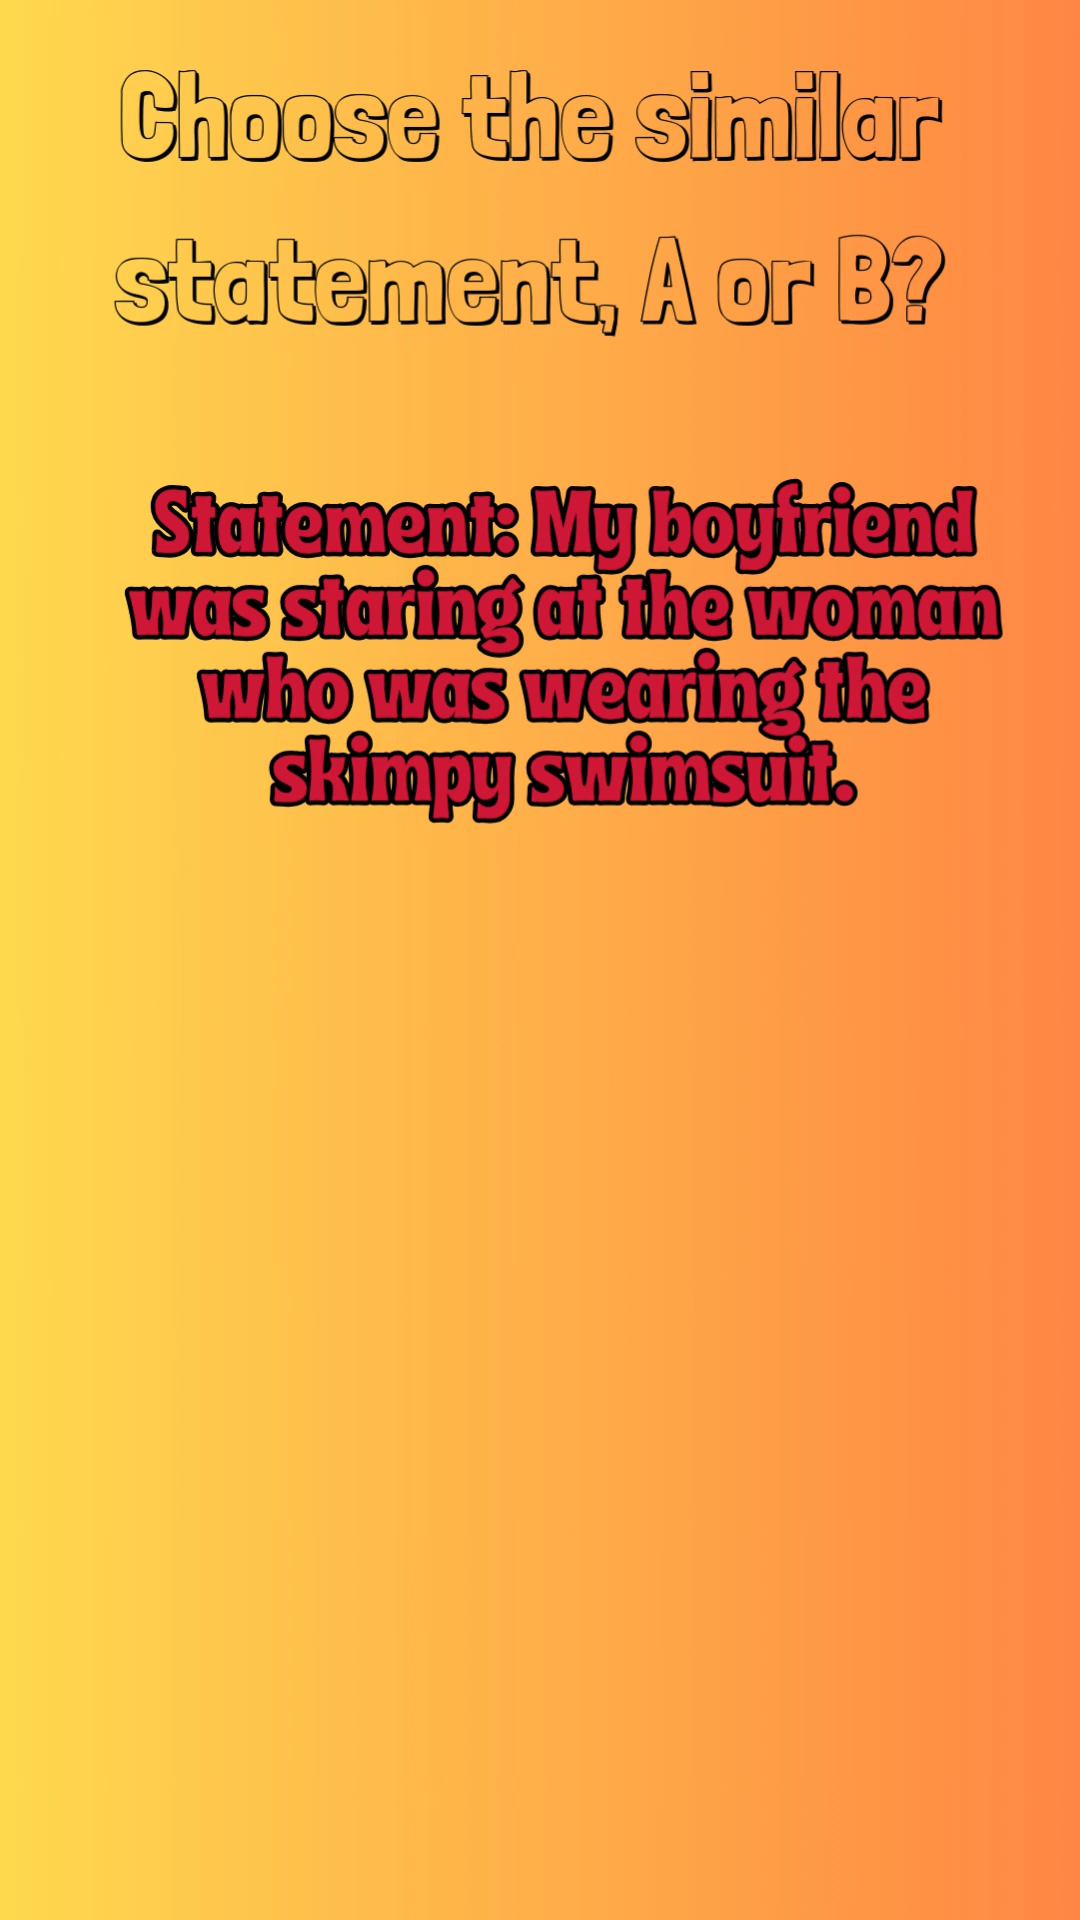 Choose the similar
statement, A or B?
Statement: My boyfriend
was staring at the woman
who was wearing the
skimpy swimsuit.